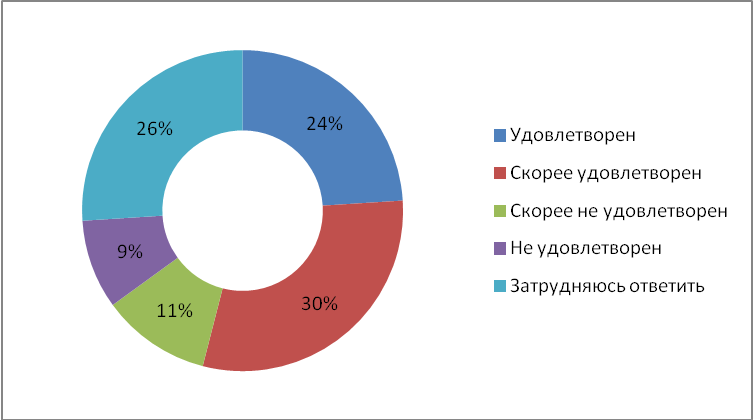 24%
30%
11%
9%
26%
Удовлетворен
Скорее удовлетворен
Скорее не удовлетворен
Не удовлетворен
Затрудняюсь ответить